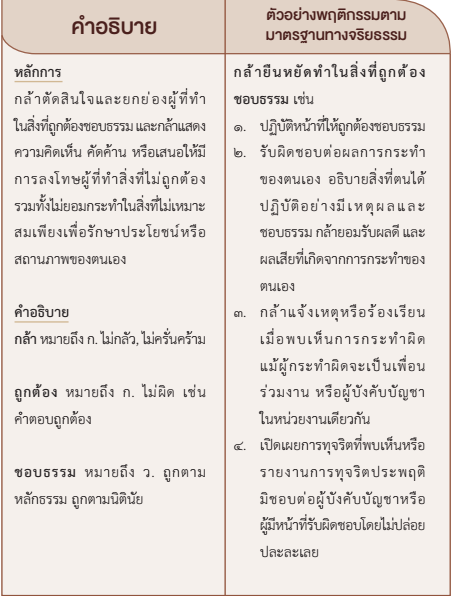 คำอธิบาย
ตัวอย่างพฤติกรรมตาม
มาตรฐานทางจริยธรรม
หลักการ
กล้าตัดสินใจและยกย่องผู้ที่ทำ
ในสิ่งที่ถูกต้องชอบธรรม และกล้าแสดง
ความคิดเห็น คัดค้าน หรือเสนอให้มี
การลงโทษผู้ที่ทำสิ่งที่ไม่ถูกต้อง
รวมทั้งไม่ยอมกระทำในสิ่งที่ไม่เหมาะ
สมเพียงเพื่อรักษาประโยชน์หรือ
สถานภาพของตนเอง
คำอธิบาย
กล้า หมายถึง ก. ไม่กลัว, ไม่ครั่นคร้าม
ถูกต้อง หมายถึง ก. ไม่ผิด เช่น
คำตอบถูกต้อง
ชอบธรรม หมายถึง ว. ถูกตาม
หลักธรรม ถูกตามนิตินัย
กล้ายืนหยัดทำในสิ่งที่ถูกต้อง
ชอบธรรม เช่น
๑. ปฏิบัติหน้าที่ให้ถูกต้องชอบธรรม
๒. รับผิดชอบต่อผลการกระทำ
ของตนเอง อธิบายสิ่งที่ตนได้
ปฏิบัติอย่างมีเหตุผลและ
ชอบธรรม กล้ายอมรับผลดี และ
ผลเสียที่เกิดจากการกระทำของ
ตนเอง
๓. กล้าแจ้งเหตุหรือร้องเรียน
เมื่อพบเห็นการกระทำผิด
แม้ผู้กระทำผิดจะเป็นเพื่อน
ร่วมงาน หรือผู้บังคับบัญชา
ในหน่วยงานเดียวกัน
๔. เปิดเผยการทุจริตที่พบเห็นหรือ
รายงานการทุจริตประพฤติ
มิชอบต่อผู้บังคับบัญชาหรือ
ผู้มีหน้าที่รับผิดชอบโดยไม่ปล่อย
ปละละเลย